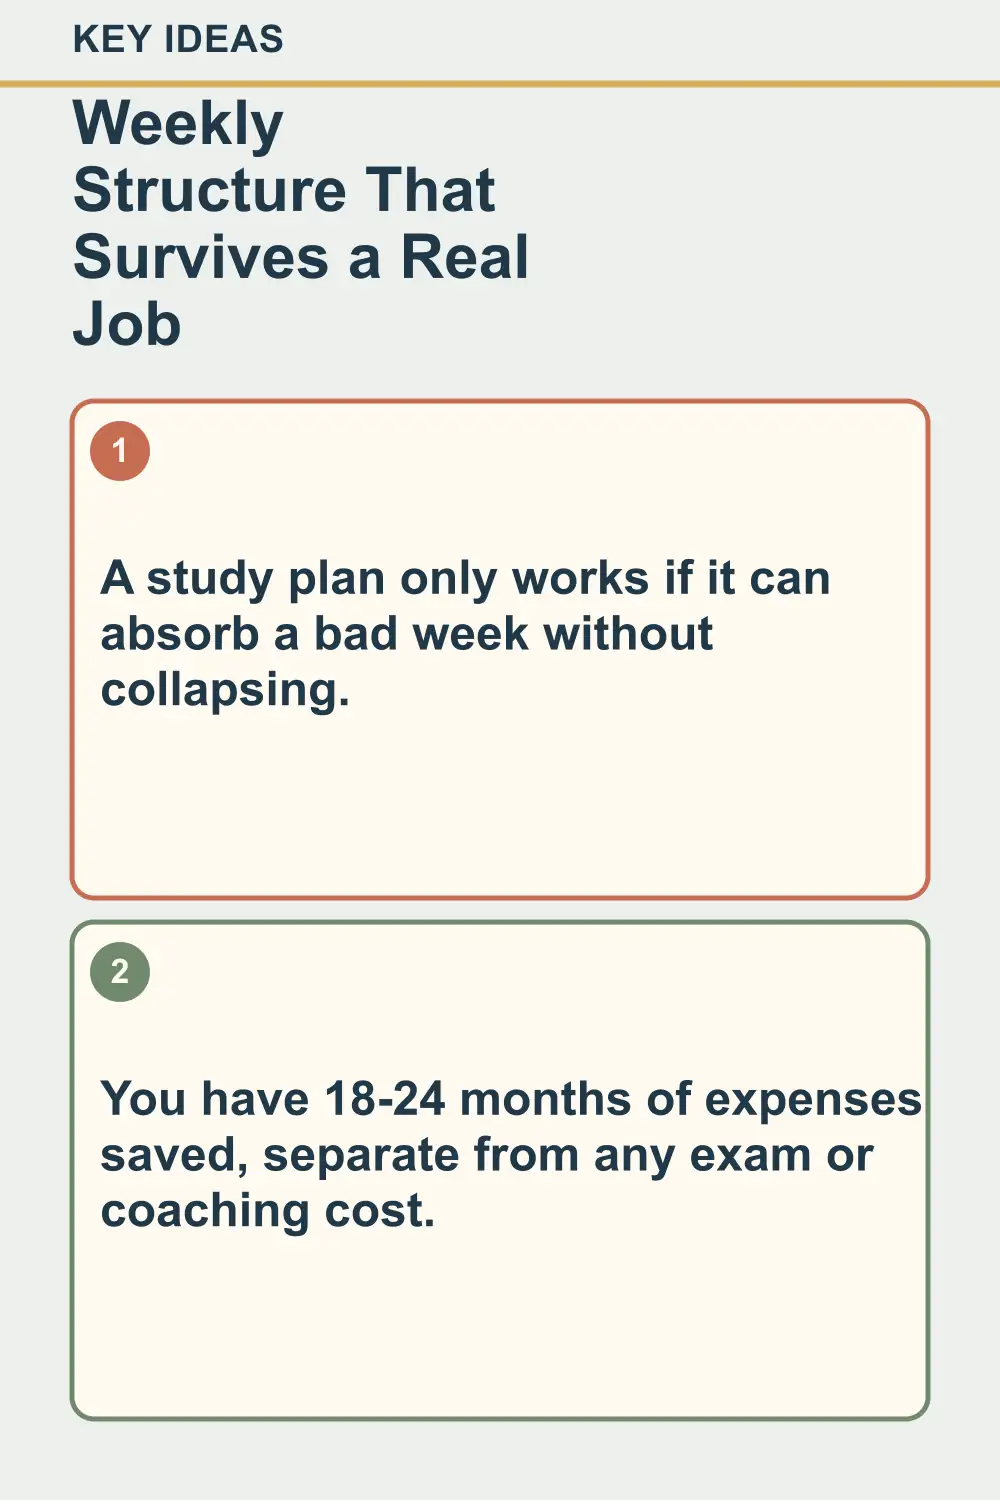 KEY IDEAS
Weekly
Structure That
Survives a Real
Job
1
A study plan only works if it can
absorb a bad week without
collapsing.
2
You have 18-24 months of expenses
saved, separate from any exam or
coaching cost.